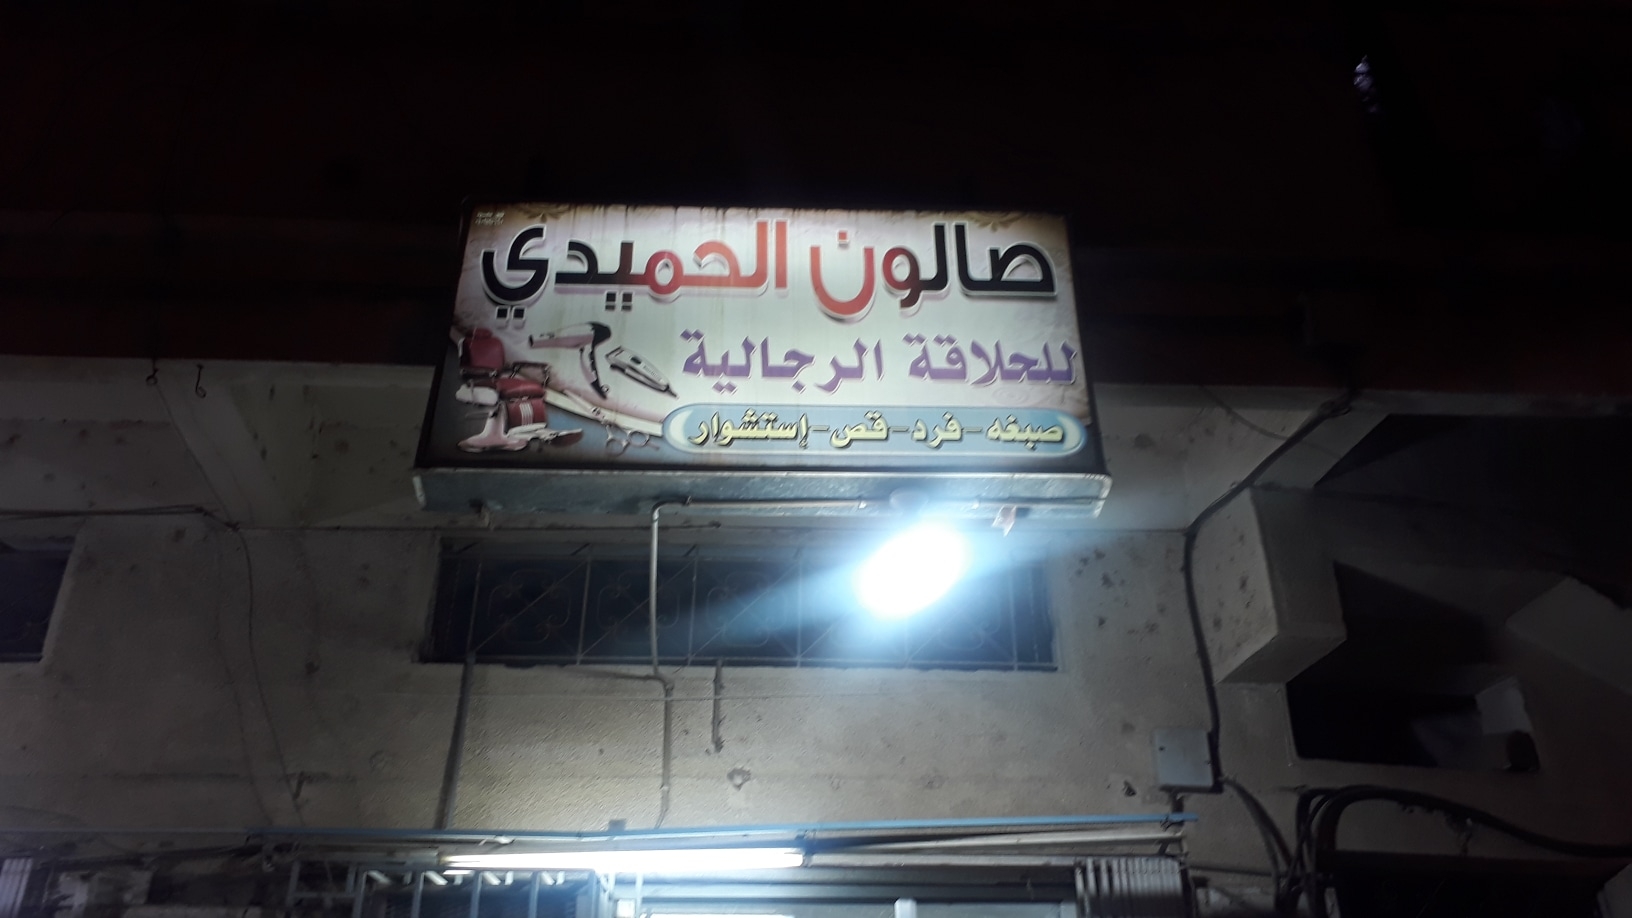 صالون الحميدي
للحلاقة الرجالية
صبغه - فرد - قص - إستشوار